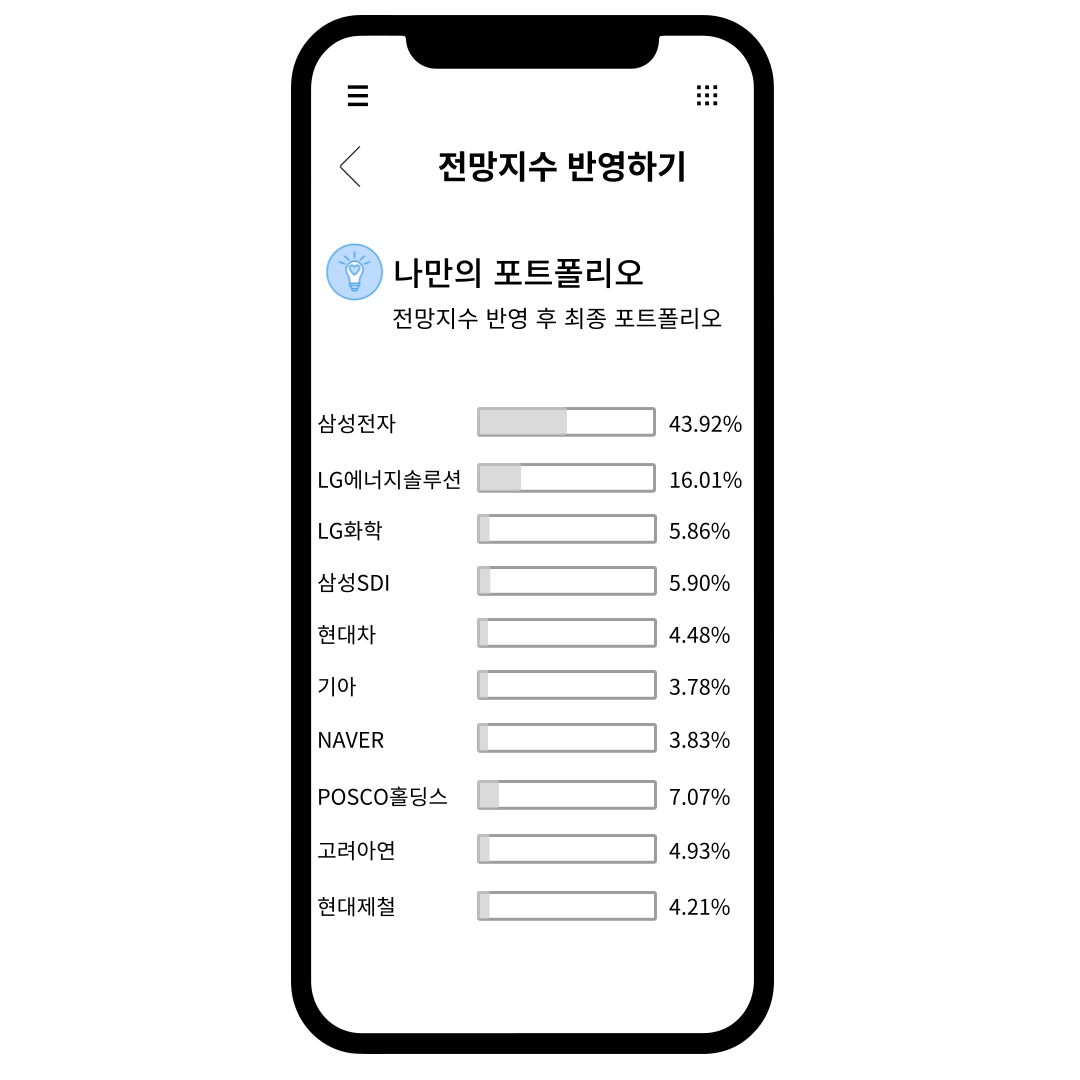 전망지수 반영하기
나만의 포트폴리오
전망지수 반영 후 최종 포트폴리오
삼성전자 43.92%
LG에너지솔루션 16.01%
LG화학 5.86%
삼성SDI 5.90%
현대차 4.48%
기아 3.78%
NAVER 3.83%
POSCO홀딩스 7.07%
고려아연 4.93%
현대제철 4.21%